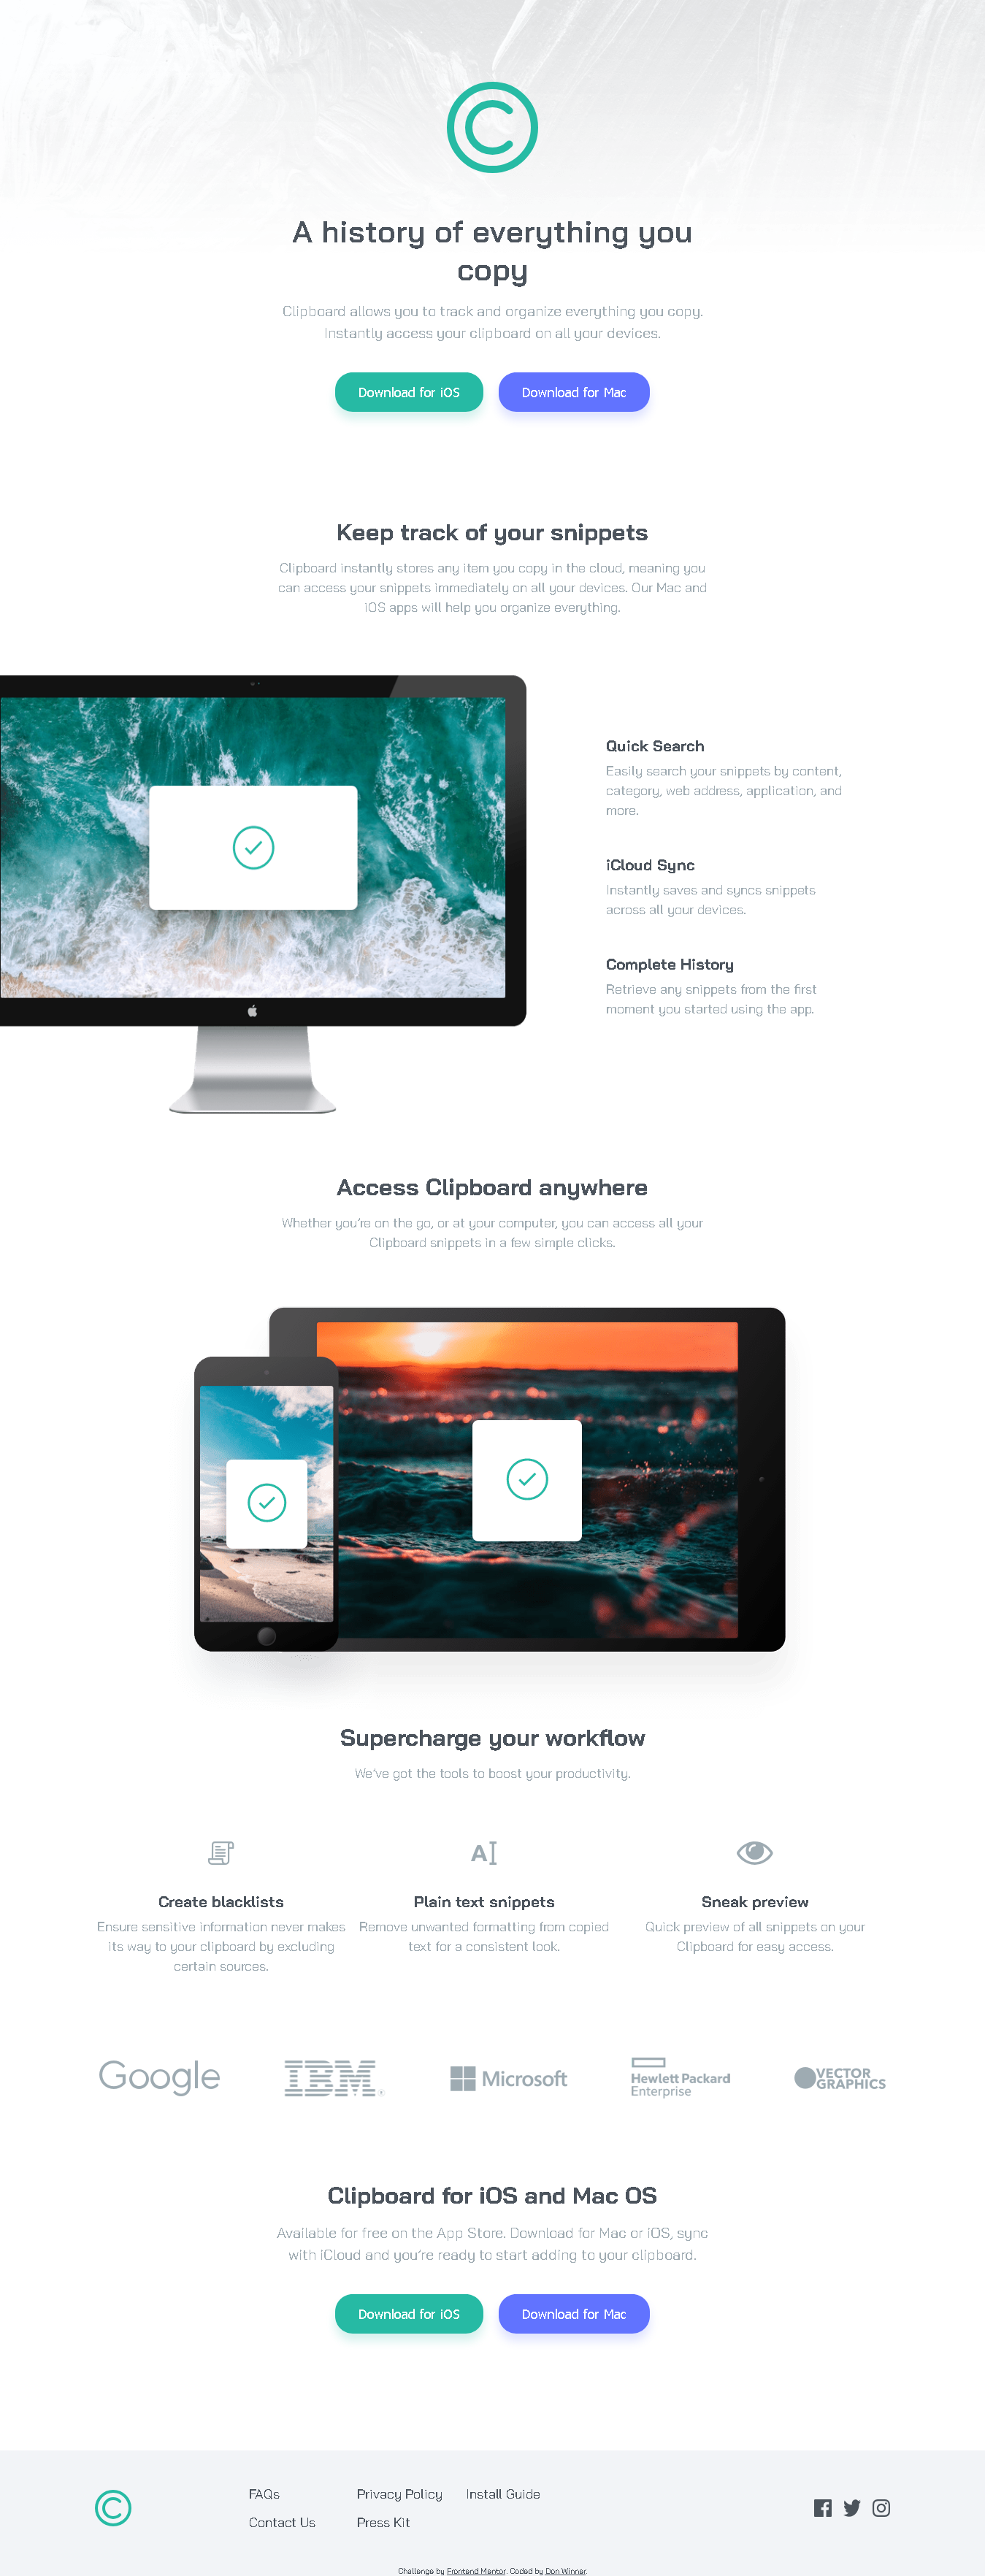 A history of everything you
copy
Clipboard allows you to track and organize everything you copy.
Instantly access your clipboard on all your devices.
Download for iOS
Download for Mac
Keep track of your snippets
Clipboard instantly stores any item you copy in the cloud, meaning you
can access your snippets immediately on all your devices. Our Mac and
iOS apps will help you organize everything.
Quick Search
Easily search your snippets by content,
category, web address, application, and
more.
iCloud Sync
Instantly saves and syncs snippets
across all your devices.
Complete History
Retrieve any snippets from the first
moment you started using the app.
Access Clipboard anywhere
Whether you’re on the go, or at your computer, you can access all your
Clipboard snippets in a few simple clicks.
Supercharge your workflow
We’ve got the tools to boost your productivity.
Create blacklists
Ensure sensitive information never makes
its way to your clipboard by excluding
certain sources.
Plain text snippets
Remove unwanted formatting from copied
text for a consistent look.
Sneak preview
Quick preview of all snippets on your
Clipboard for easy access.
Google
IBM®
Microsoft
Hewlett Packard
Enterprise
VECTOR
GRAPHICS
Clipboard for iOS and Mac OS
Available for free on the App Store. Download for Mac or iOS, sync
with iCloud and you’re ready to start adding to your clipboard.
Download for iOS
Download for Mac
FAQs
Contact Us
Privacy Policy
Press Kit
Install Guide
Challenge by Frontend Mentor. Coded by Don Winner.